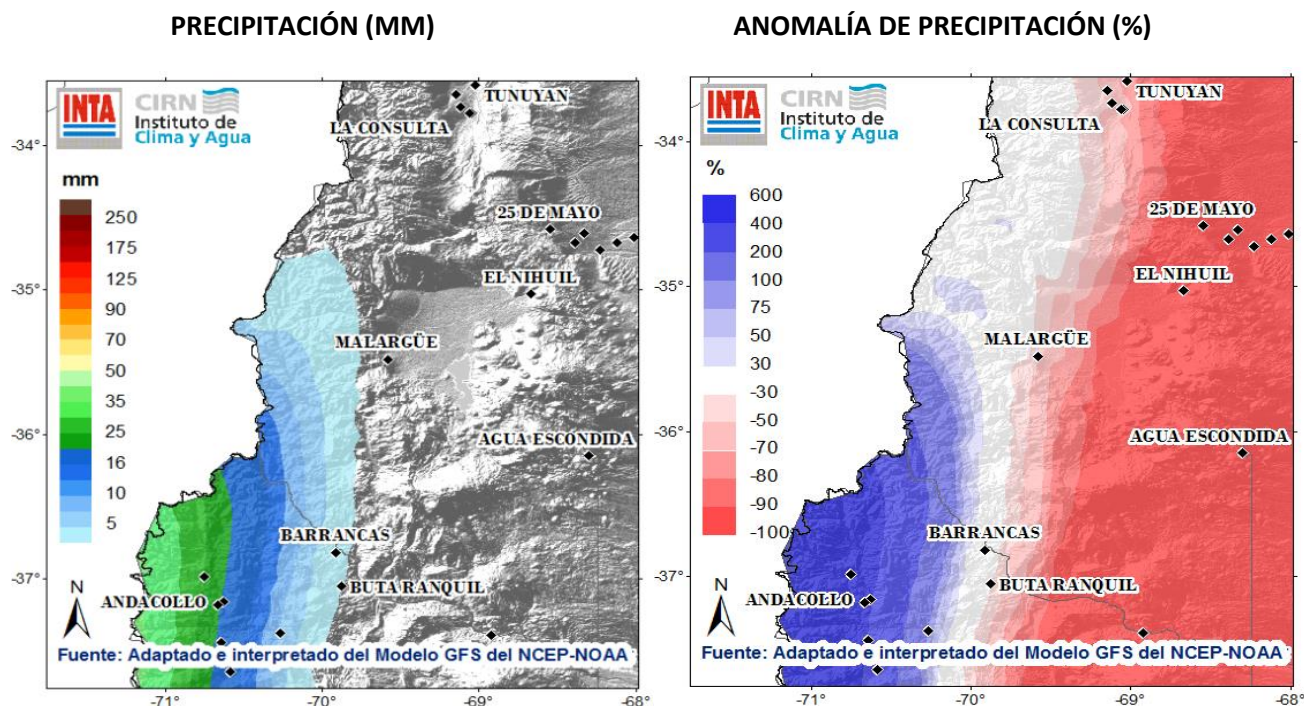 PRECIPITACIÓN (MM)
ANOMALÍA DE PRECIPITACIÓN (%)
INTA
CIRN
Instituto de
Clima y Agua
mm
250
175
125
90
70
50
35
25
16
10
5
TUNUYAN
LA CONSULTA
25 DE MAYO
EL NIHUIL
MALARGÜE
AGUA ESCONDIDA
BARRANCAS
BUTA RANQUIL
ANDACOLLO
N
Fuente: Adaptado e interpretado del Modelo GFS del NCEP-NOAA
-34°
-35°
-36°
-37°
-71°
-70°
-69°
-68°
INTA
CIRN
Instituto de
Clima y Agua
%
600
400
200
100
75
50
30
-30
-50
-70
-80
-90
-100
TUNUYAN
LA CONSULTA
25 DE MAYO
EL NIHUIL
MALARGÜE
AGUA ESCONDIDA
BARRANCAS
BUTA RANQUIL
ANDACOLLO
N
Fuente: Adaptado e interpretado del Modelo GFS del NCEP-NOAA
-34°
-35°
-36°
-37°
-71°
-70°
-69°
-68°